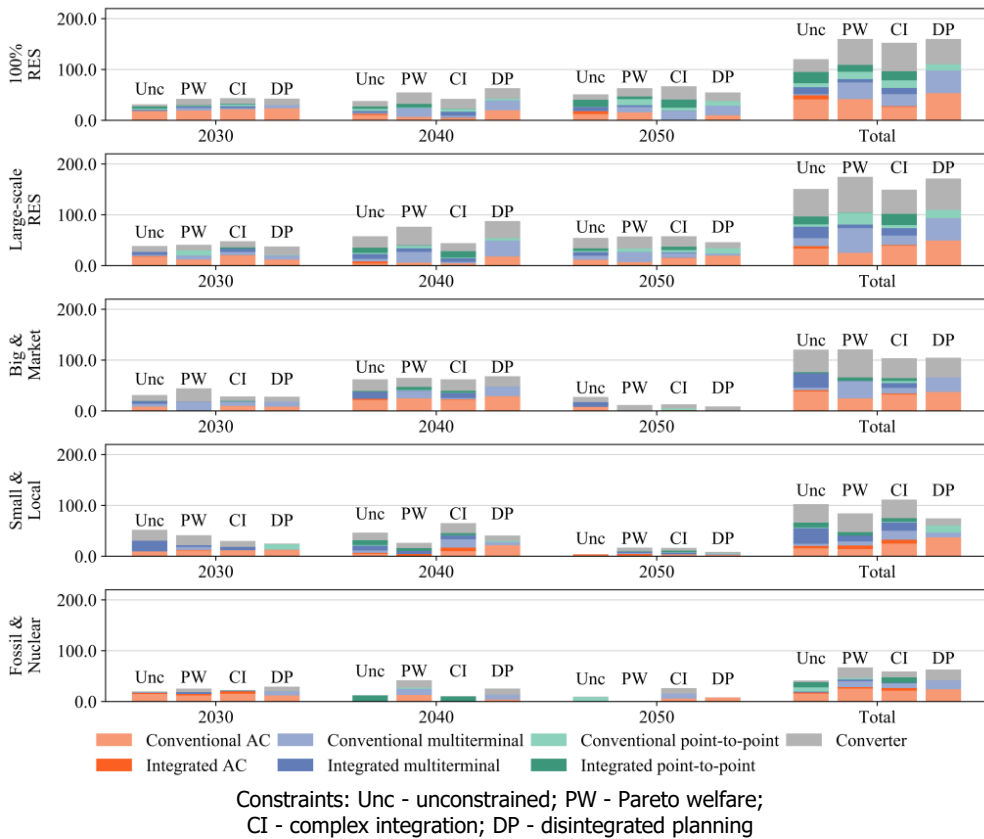 200.0
100.0
0.0
100%
RES
Unc PW CI DP
Unc PW CI DP
Unc PW CI DP
Unc PW CI DP
2030 2040 2050 Total
200.0
100.0
0.0
Large-scale
RES
Unc PW CI DP
Unc PW CI DP
Unc PW CI DP
Unc PW CI DP
2030 2040 2050 Total
200.0
100.0
0.0
Big &
Market
Unc PW CI DP
Unc PW CI DP
Unc PW CI DP
Unc PW CI DP
2030 2040 2050 Total
200.0
100.0
0.0
Small &
Local
Unc PW CI DP
Unc PW CI DP
Unc PW CI DP
Unc PW CI DP
2030 2040 2050 Total
200.0
100.0
0.0
Fossil &
Nuclear
Unc PW CI DP
Unc PW CI DP
Unc PW CI DP
Unc PW CI DP
2030 2040 2050 Total
Conventional AC Conventional multiterminal Conventional point-to-point Converter
Integrated AC Integrated multiterminal Integrated point-to-point
Constraints: Unc - unconstrained; PW - Pareto welfare;
CI - complex integration; DP - disintegrated planning